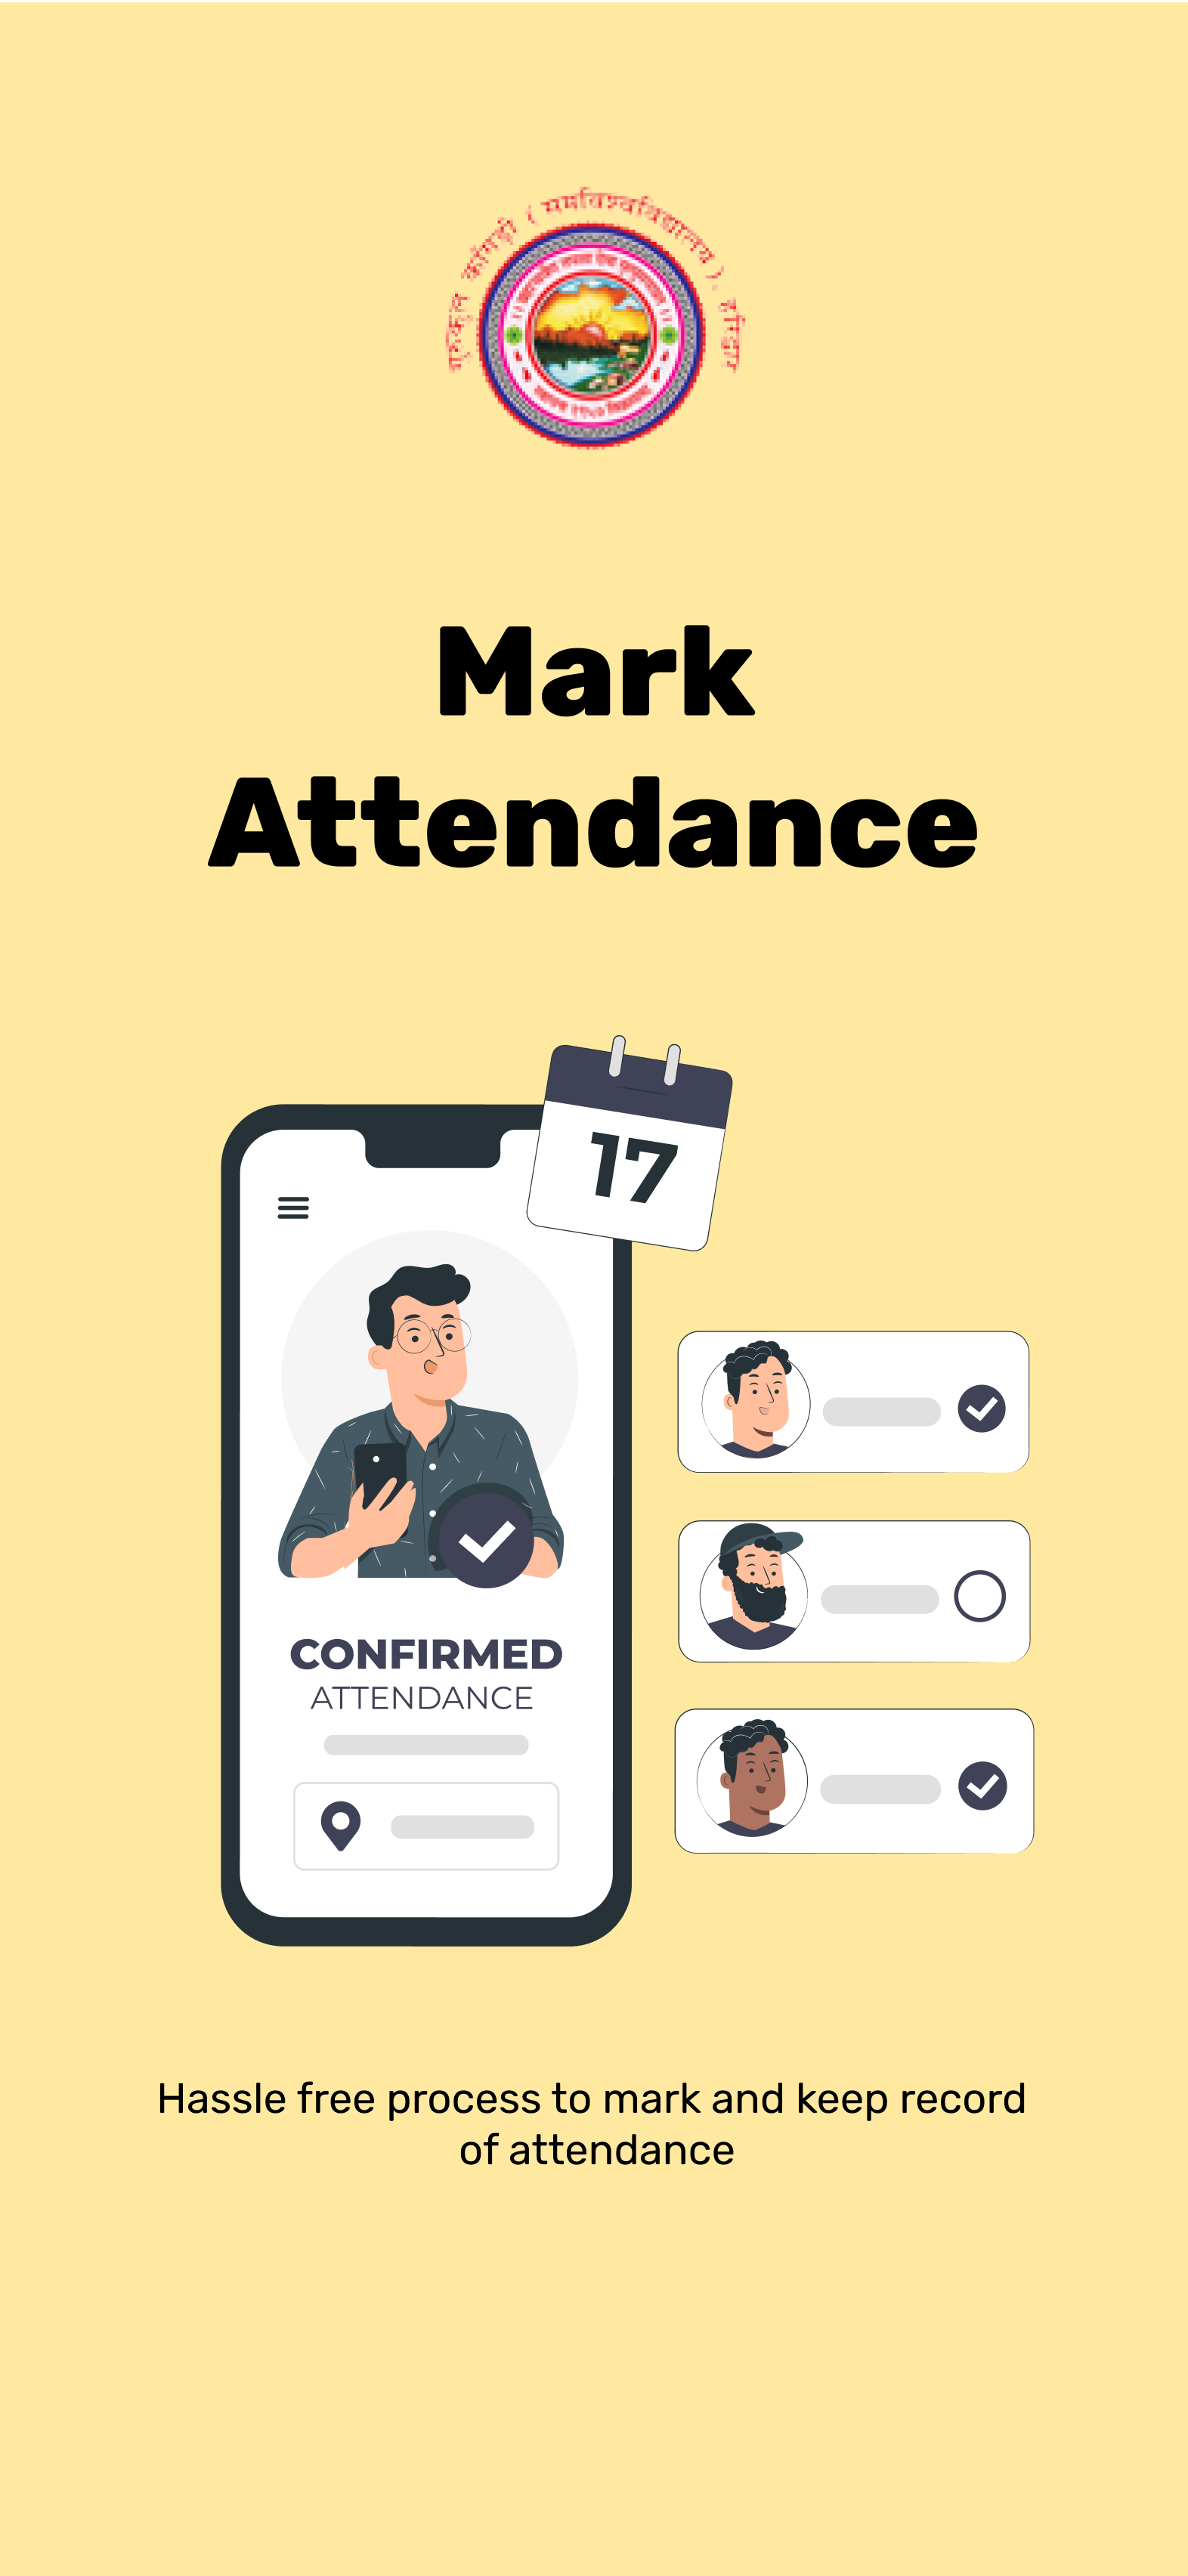 गुरुकुल काँगड़ी ( समविश्वविद्यालय ), हरिद्वार
Mark
Attendance
17
CONFIRMED
ATTENDANCE
Hassle free process to mark and keep record
of attendance